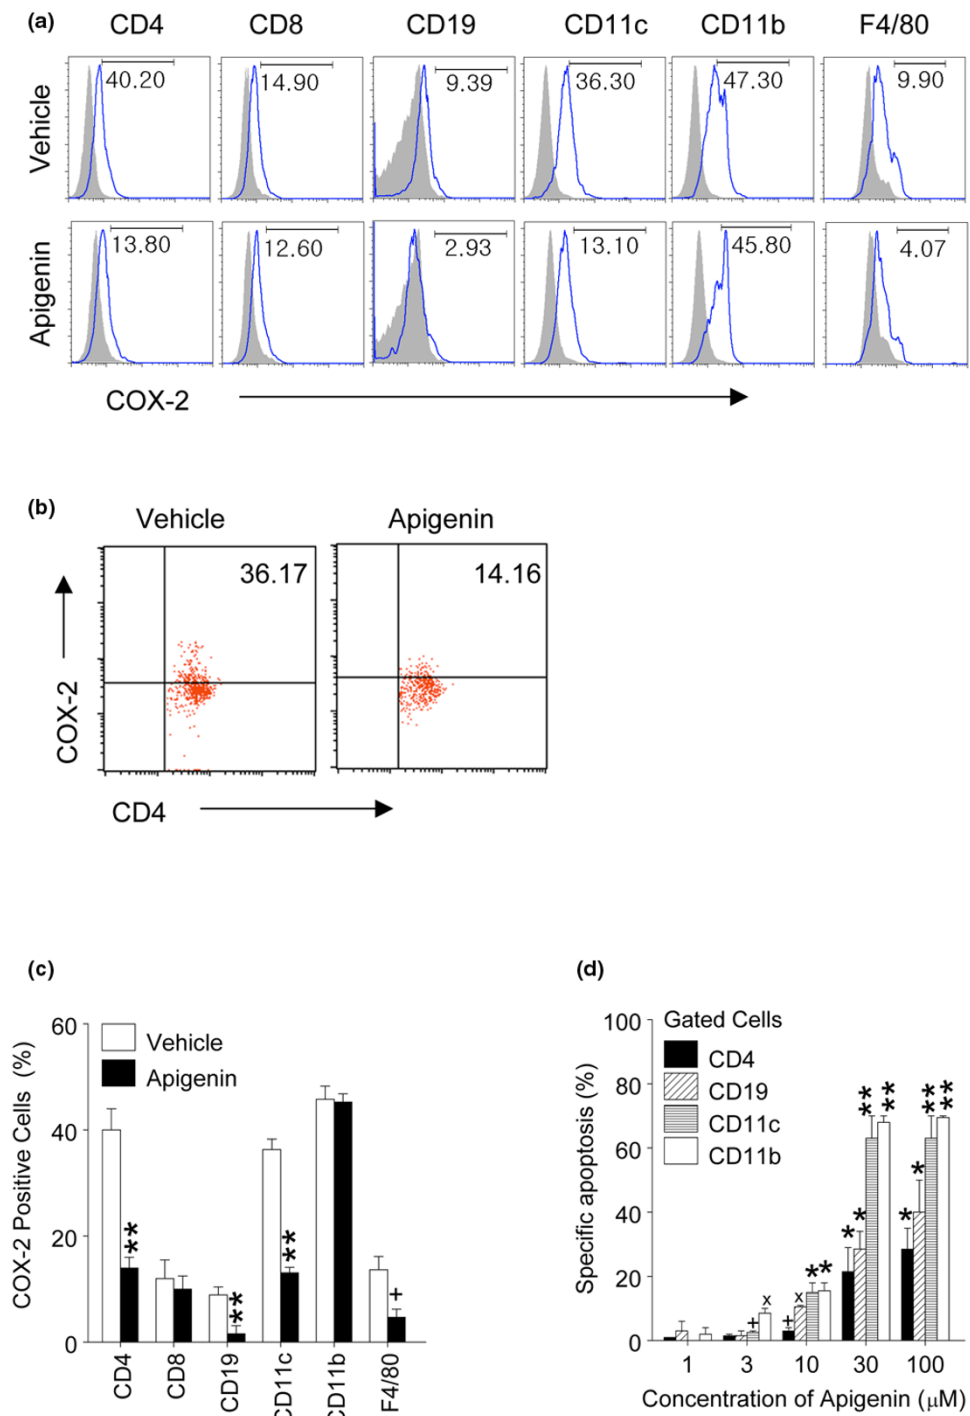 (a) CD4 CD8 CD19 CD11c CD11b F4/80
Vehicle
40.20 14.90 9.39 36.30 47.30 9.90
Apigenin
13.80 12.60 2.93 13.10 45.80 4.07
COX-2
(b)
Vehicle Apigenin
36.17 14.16
COX-2
CD4
(c)
COX-2 Positive Cells (%)
60
40
20
0
Vehicle
Apigenin
** ** ** +
CD4 CD8 CD19 CD11c CD11b F4/80
(d)
Specific apoptosis (%)
100
80
60
40
20
0
Gated Cells
CD4
CD19
CD11c
CD11b
+ x + x * * * * ** ** * * ** **
1 3 10 30 100
Concentration of Apigenin (μM)